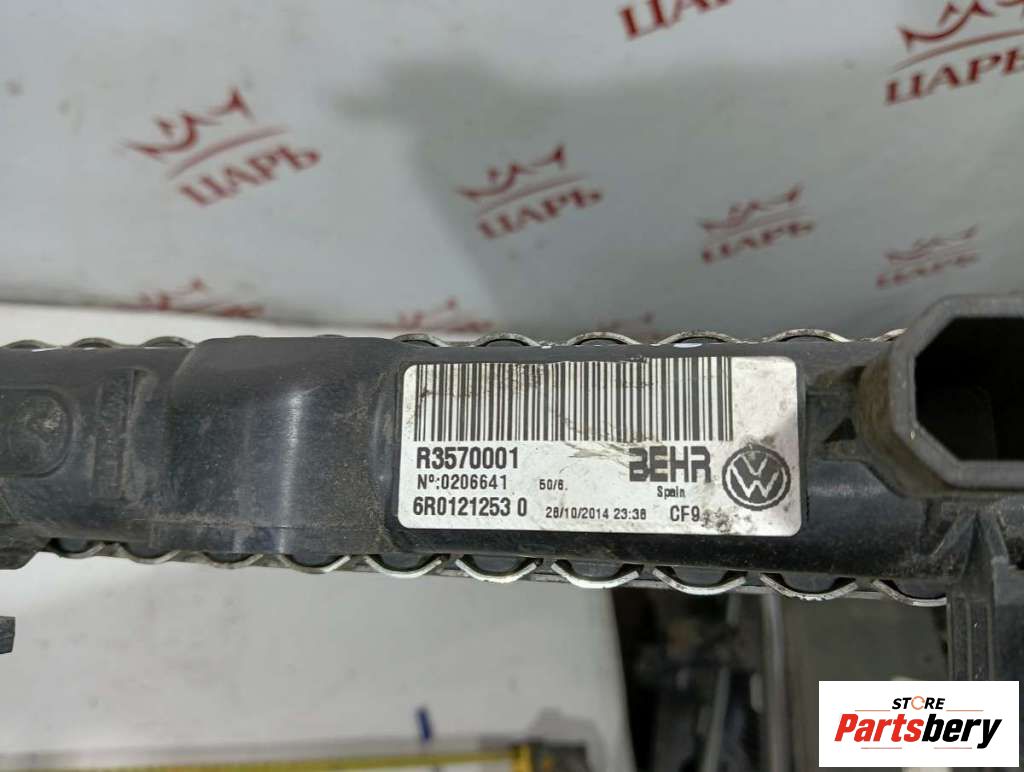 ЦАРЬ
ЦАРЬ
ЦАРЬ
ЦАРЬ
ЦАРЬ
ЦАРЬ
R3570001
BEHR
Nº:0206641
50/6.
Spain
6R0121253 0
28/10/2014 23:38
CF9
STORE
Partsbery